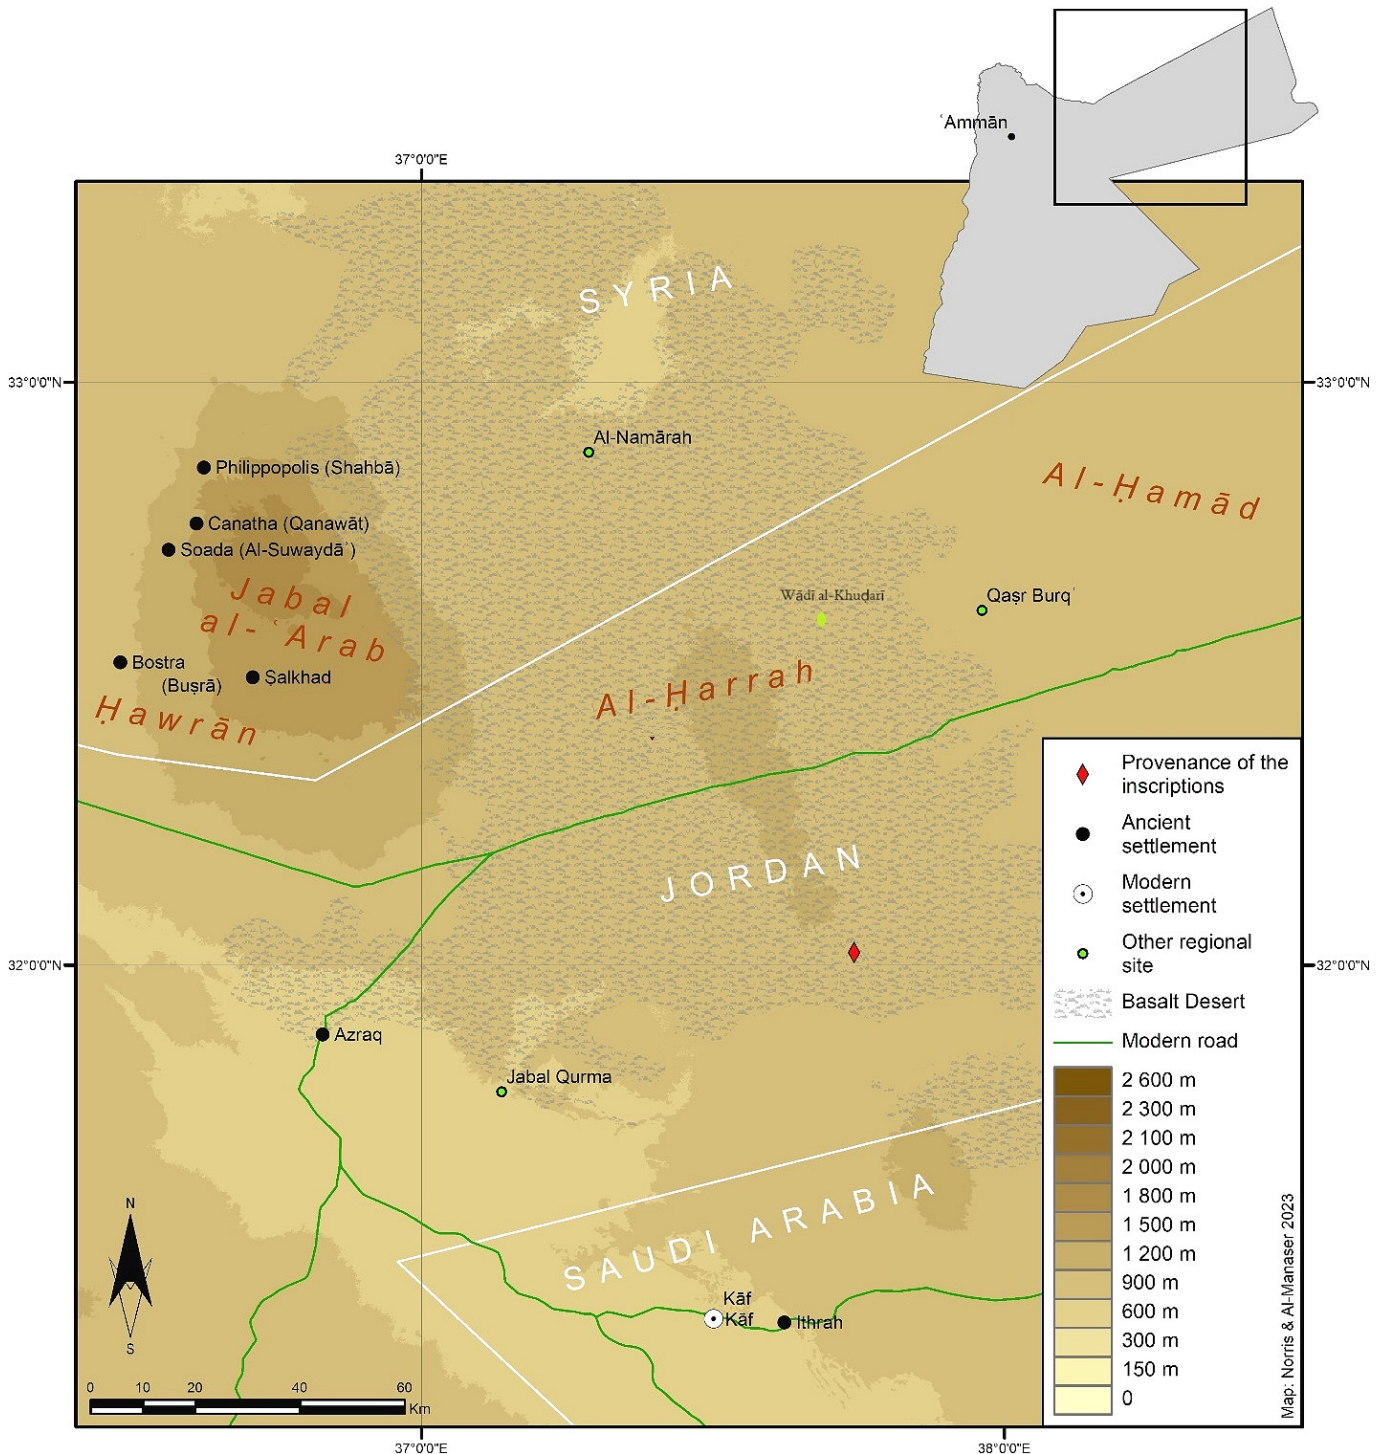 ʿAmmān
37°0'0"E
SYRIA
33°0'0"N
33°0'0"N
Al-Namārah
Philippopolis (Shahbā)
Al-Ḥamād
Canatha (Qanawāt)
Soada (Al-Suwaydāʾ)
Jabal
al-ʿArab
Wādī al-Khuḍarī
Qaṣr Burqʿ
Bostra
(Buṣrā)
Ṣalkhad
Al-Ḥarrah
Ḥawrān
JORDAN
32°0'0"N
32°0'0"N
Azraq
Jabal Qurma
SAUDI ARABIA
Kāf
Kāf
Ithrah
N
S
0 10 20 40 60
Km
37°0'0"E
38°0'0"E
Provenance of the
inscriptions
Ancient
settlement
Modern
settlement
Other regional
site
Basalt Desert
Modern road
2 600 m
2 300 m
2 100 m
2 000 m
1 800 m
1 500 m
1 200 m
900 m
600 m
300 m
150 m
0
Map: Norris & Al-Manaser 2023